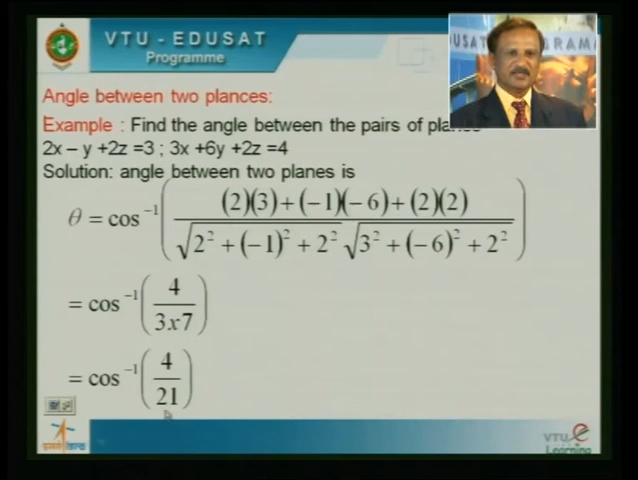 VTU - EDUSAT
Programme
Angle between two plances:
Example : Find the angle between the pairs of
2x – y +2z =3 ; 3x +6y +2z =4
Solution: angle between two planes is
θ = cos⁻¹( (2)(3)+(−1)(−6)+(2)(2) / √2²+(−1)²+2² √3²+(−6)²+2² )
= cos⁻¹( 4 / 3x7 )
= cos⁻¹( 4 / 21 )
VTU e
Learning